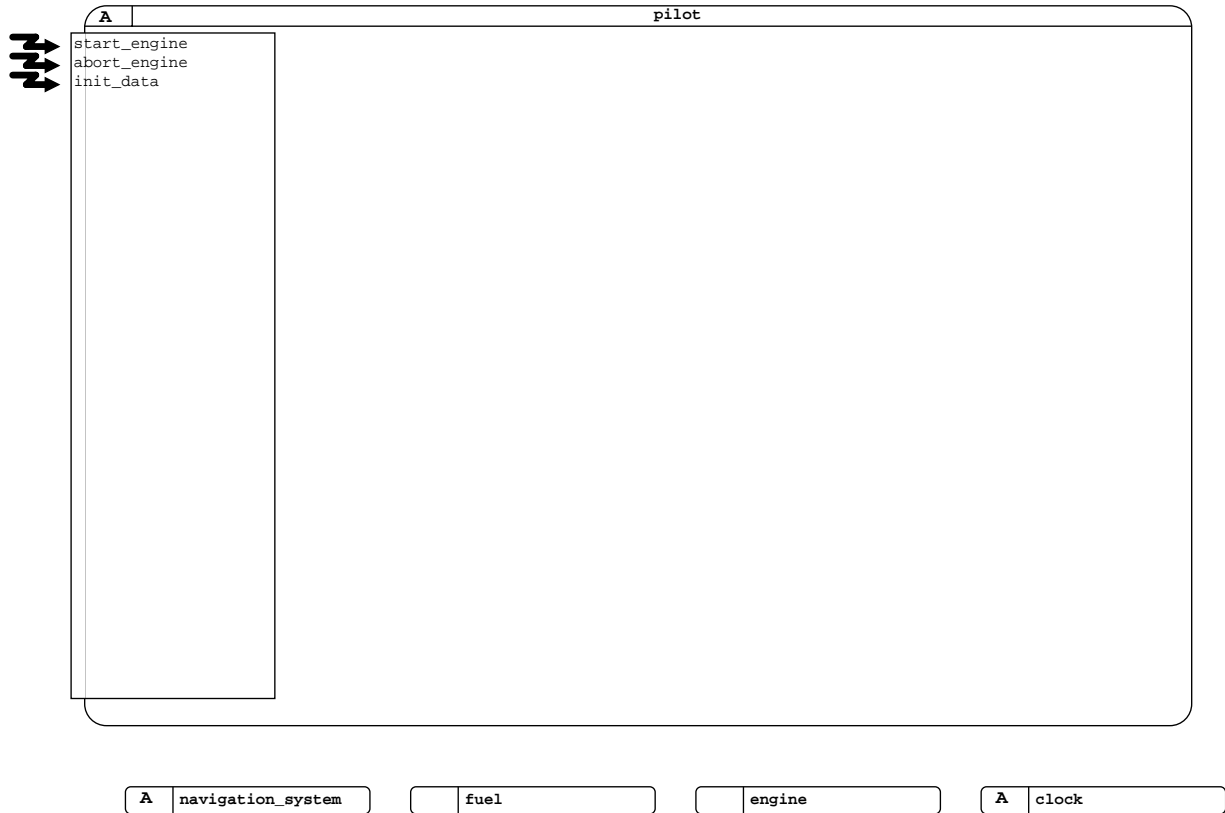 A pilot
start_engine
abort_engine
init_data
A navigation_system fuel engine A clock